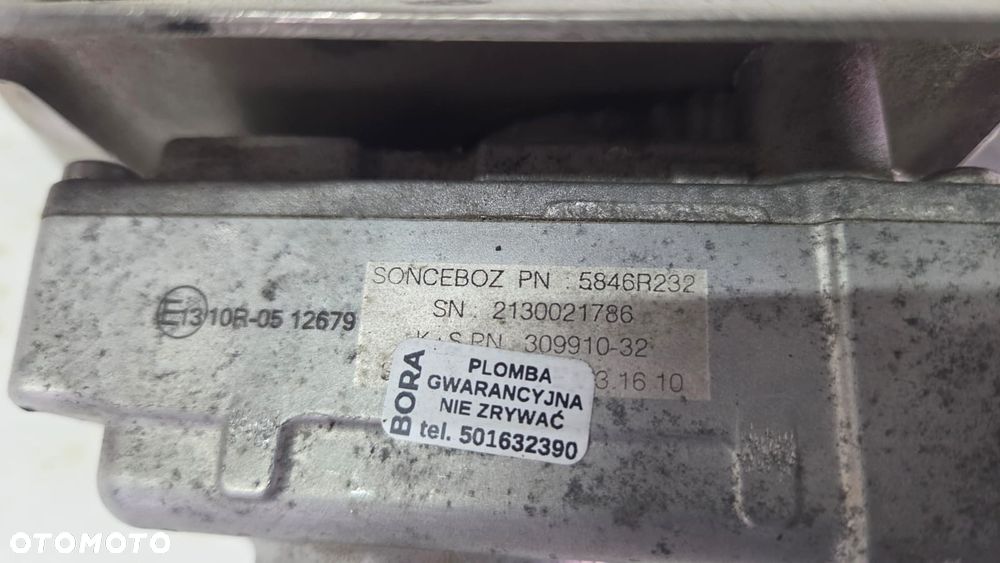 SONCEBOZ PN : 5846R232
SN : 2130021786
K+S PN : 309910-32
3.16.10
E13 10R-05 12679
BORA
PLOMBA
GWARANCYJNA
NIE ZRYWAĆ
tel. 501632390
OTOMOTO